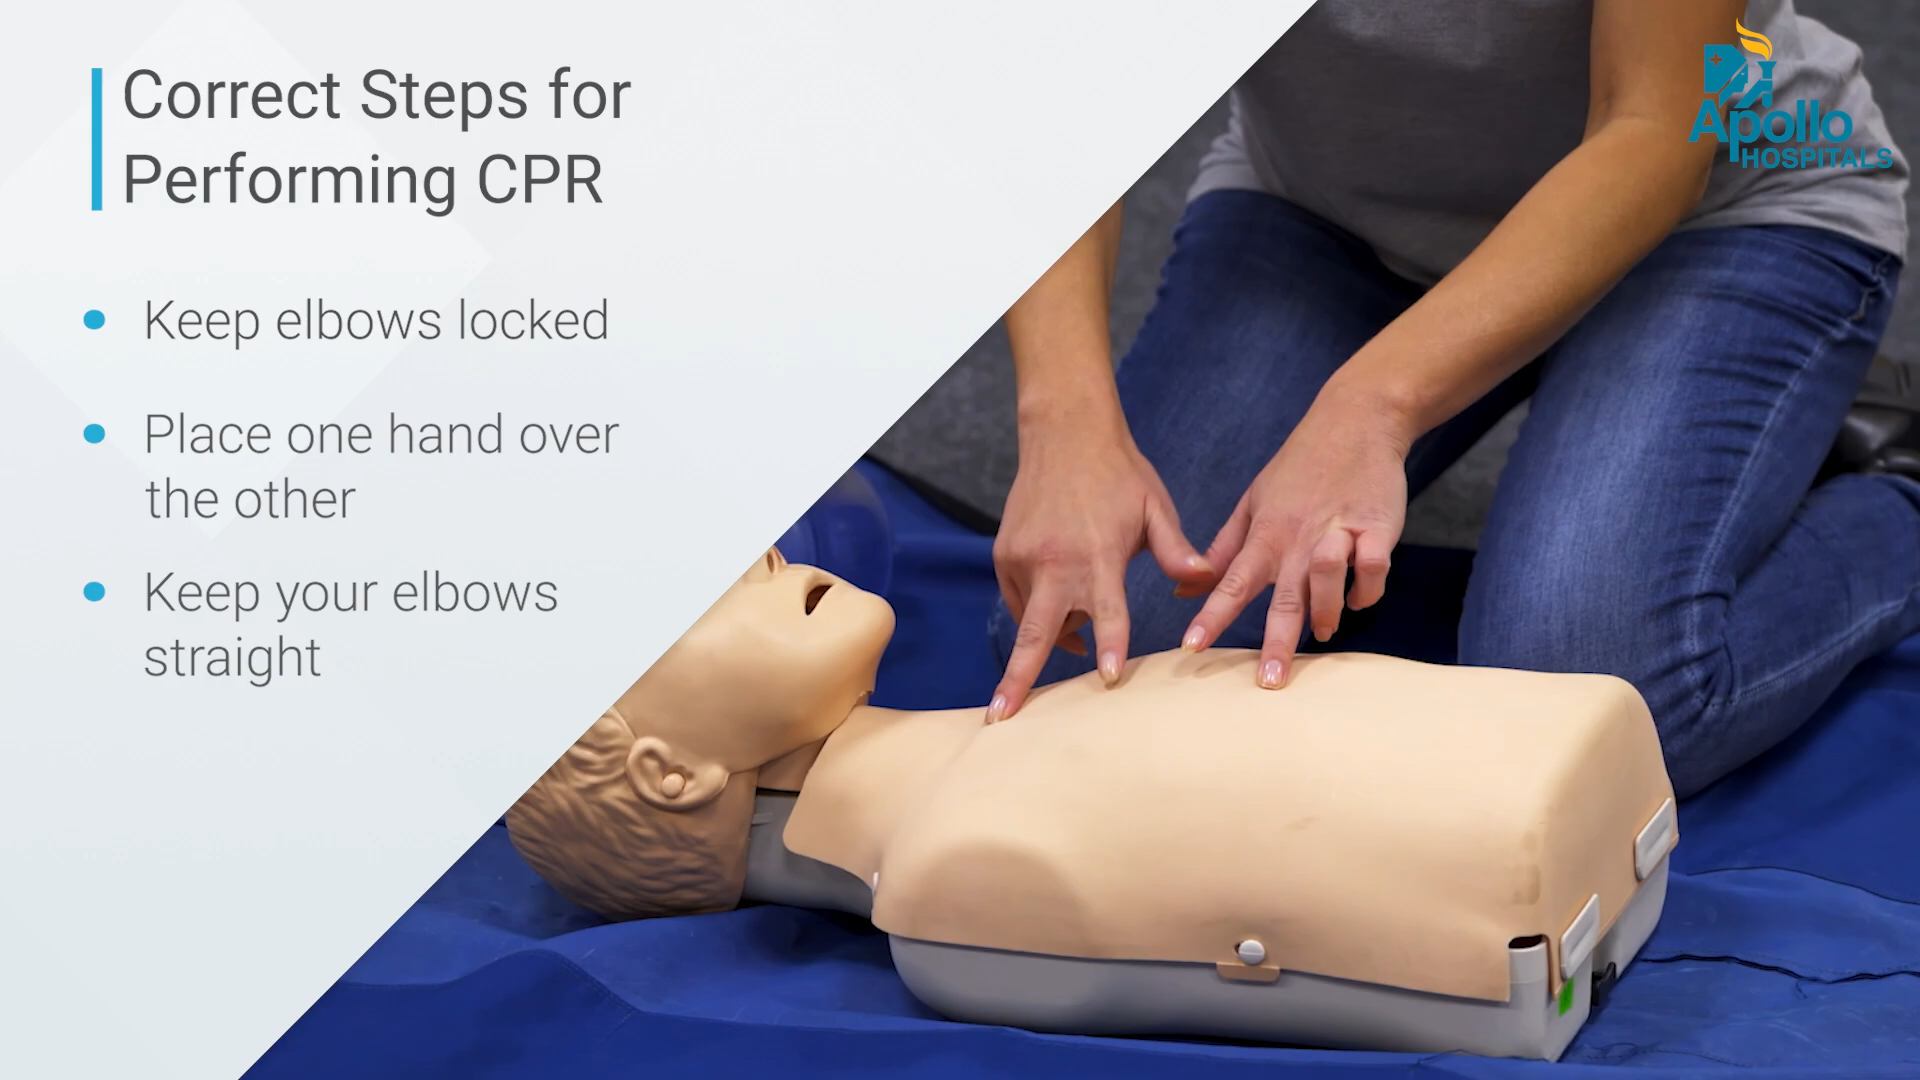 Correct Steps for
Performing CPR
Keep elbows locked
Place one hand over
the other
Keep your elbows
straight
Apollo
HOSPITALS